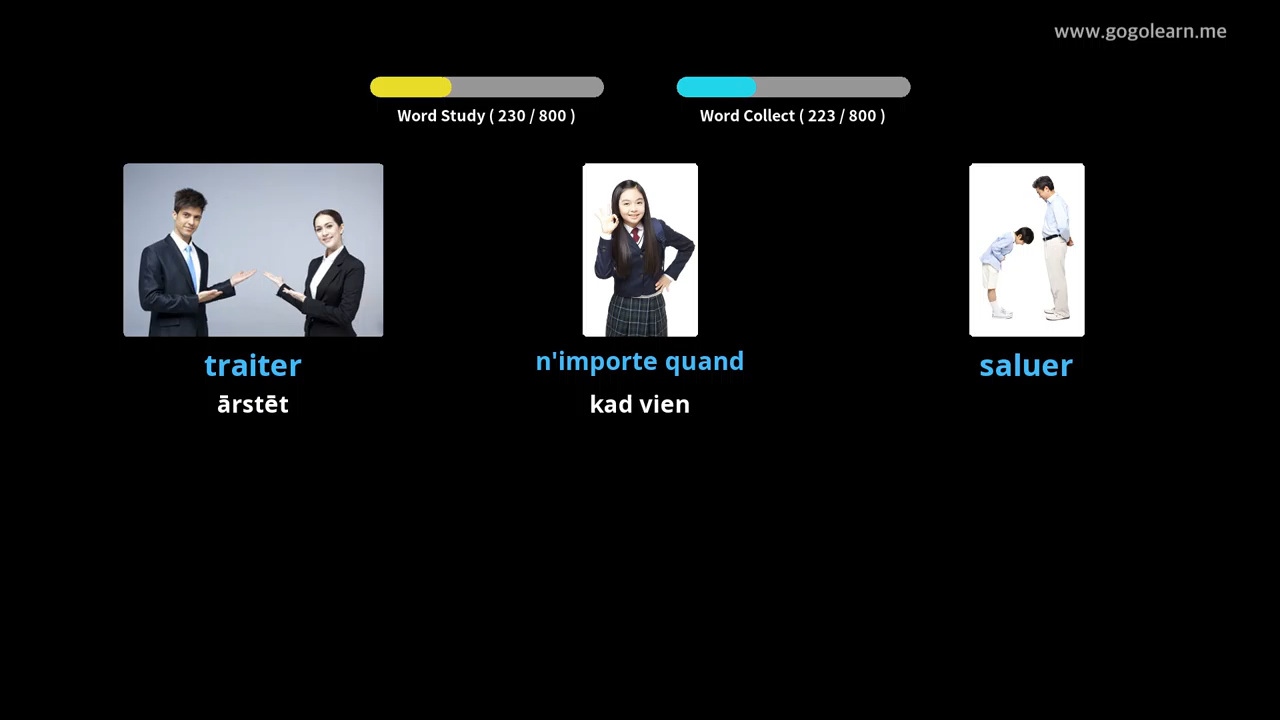 www.gogolearn.me
Word Study ( 230 / 800 )
Word Collect ( 223 / 800 )
traiter
n'importe quand
saluer
ārstēt
kad vien